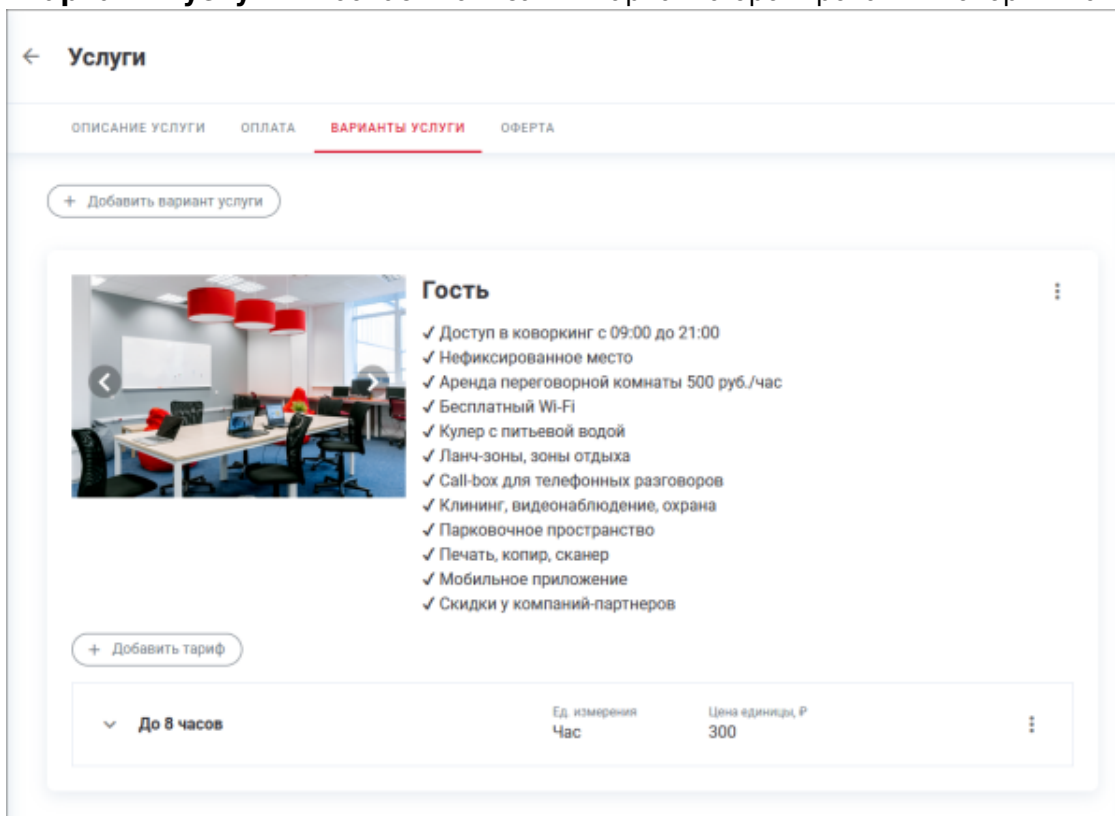 Услуги
ОПИСАНИЕ УСЛУГИ ОПЛАТА ВАРИАНТЫ УСЛУГИ ОФЕРТА
+ Добавить вариант услуги
Гость
✓ Доступ в коворкинг с 09:00 до 21:00
✓ Нефиксированное место
✓ Аренда переговорной комнаты 500 руб./час
✓ Бесплатный Wi-Fi
✓ Кулер с питьевой водой
✓ Ланч-зоны, зоны отдыха
✓ Call-box для телефонных разговоров
✓ Клининг, видеонаблюдение, охрана
✓ Парковочное пространство
✓ Печать, копир, сканер
✓ Мобильное приложение
✓ Скидки у компаний-партнеров
+ Добавить тариф
Ед. измерения Цена единицы, ₽
До 8 часов Час 300